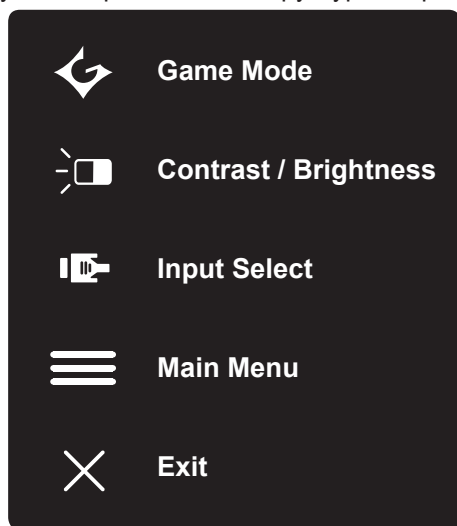 Game Mode
Contrast / Brightness
Input Select
Main Menu
Exit